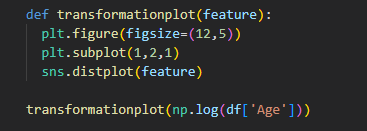 def transformationplot(feature):
  plt.figure(figsize=(12,5))
  plt.subplot(1,2,1)
  sns.distplot(feature)

transformationplot(np.log(df['Age']))